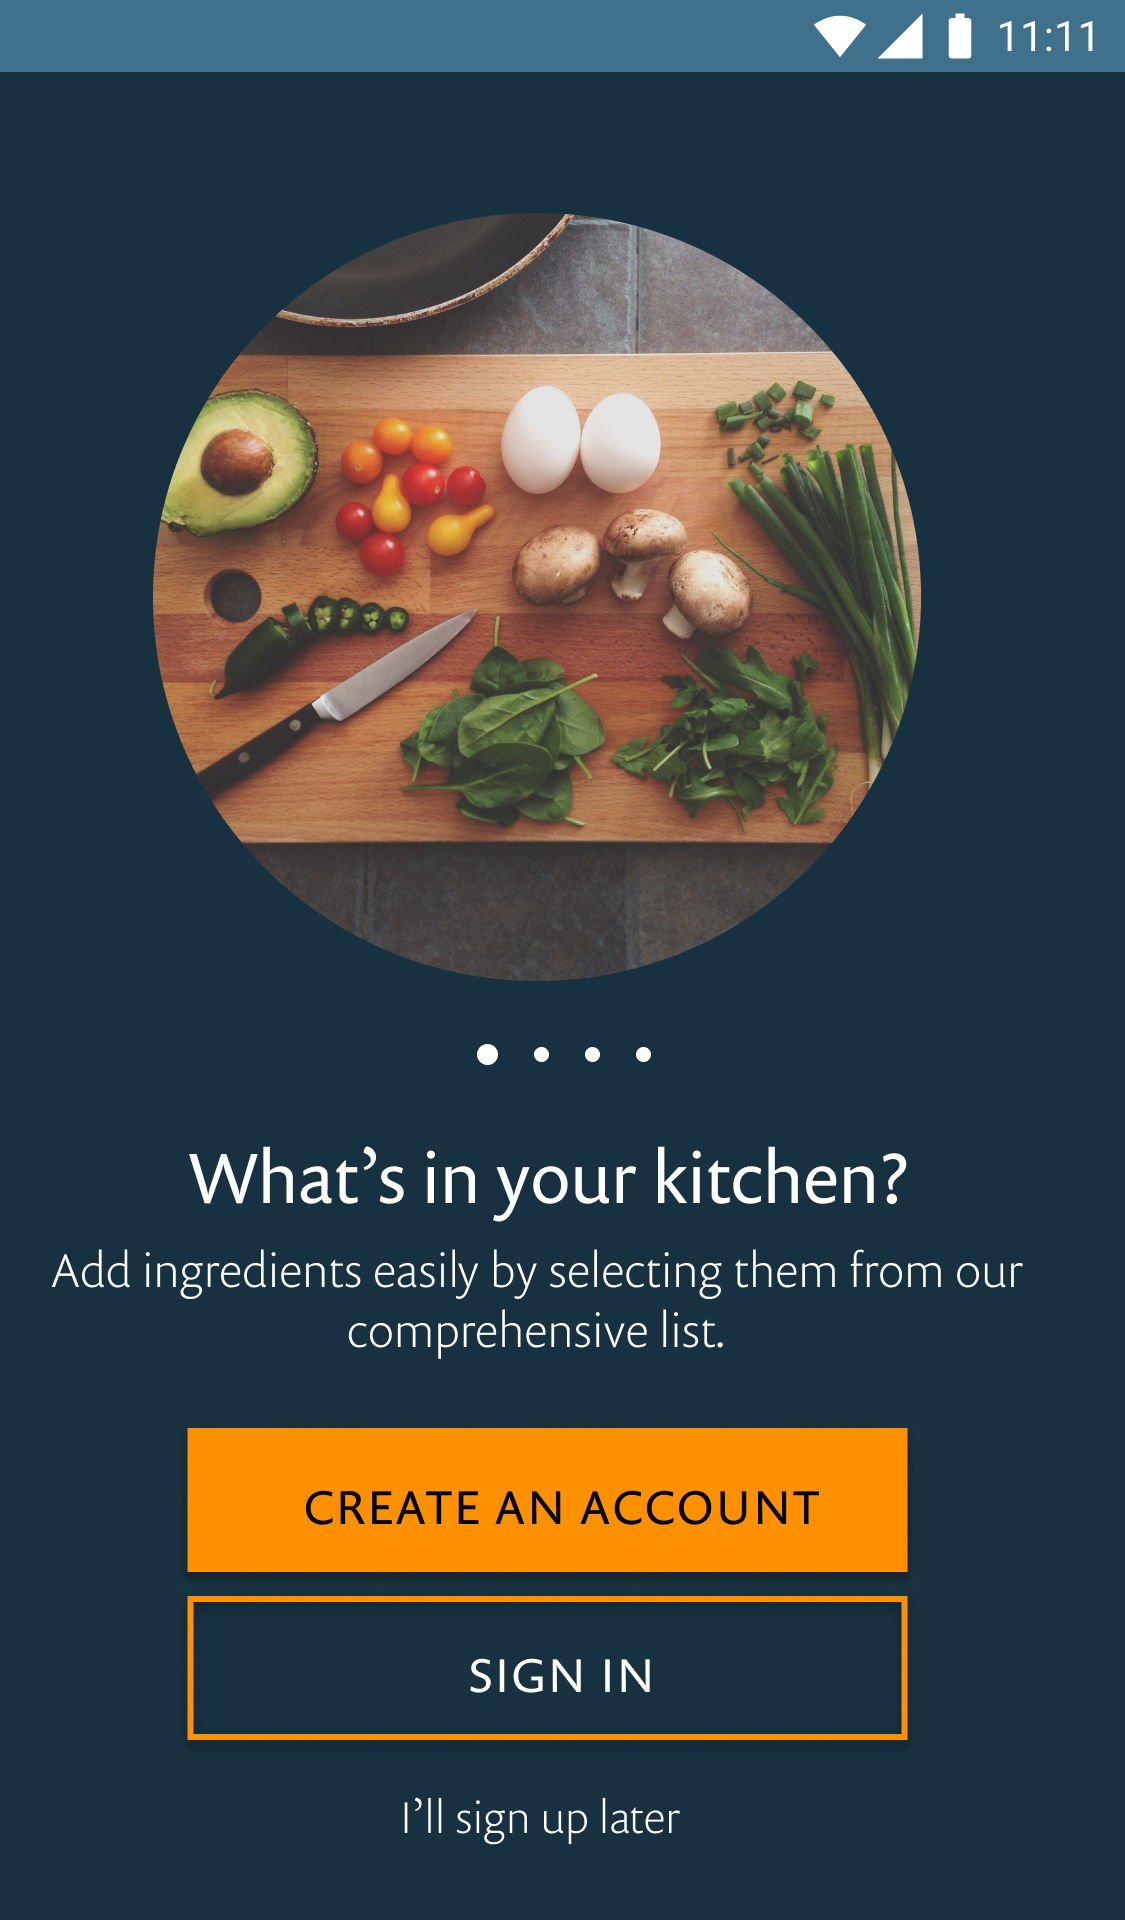 11:11
What’s in your kitchen?
Add ingredients easily by selecting them from our
comprehensive list.
CREATE AN ACCOUNT
SIGN IN
I’ll sign up later